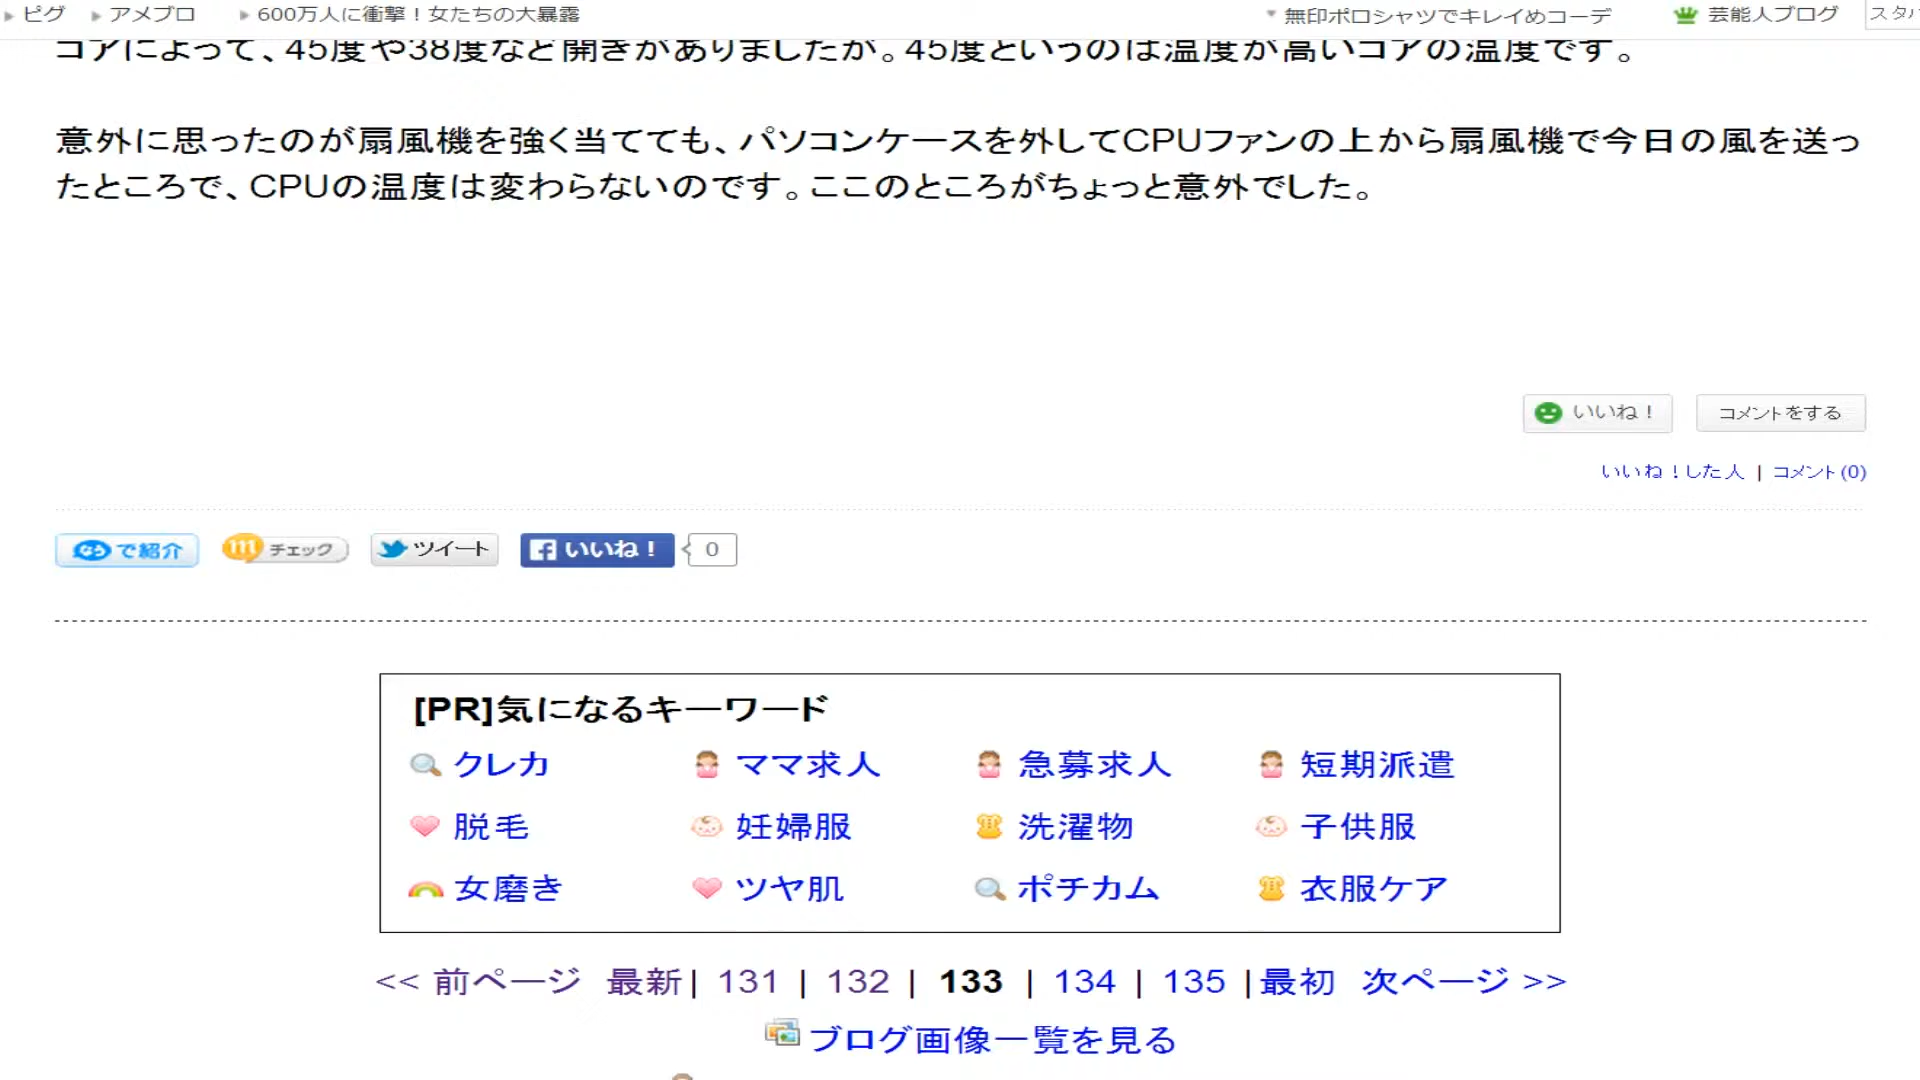 ピグ アメブロ 600万人に衝撃！女たちの大暴露 無印ポロシャツでキレイめコーデ 芸能人ブログ スタ
コアによって、45度や38度など開きがありましたが。45度というのは温度が高いコアの温度です。
意外に思ったのが扇風機を強く当てても、パソコンケースを外してCPUファンの上から扇風機で今日の風を送っ
たところで、CPUの温度は変わらないのです。ここのところがちょっと意外でした。
いいね！ コメントをする
いいね！した人 | コメント(0)
で紹介 チェック ツイート いいね！ 0
[PR]気になるキーワード
クレカ ママ求人 急募求人 短期派遣
脱毛 妊婦服 洗濯物 子供服
女磨き ツヤ肌 ポチカム 衣服ケア
<< 前ページ 最新| 131 | 132 | 133 | 134 | 135 |最初 次ページ >>
ブログ画像一覧を見る